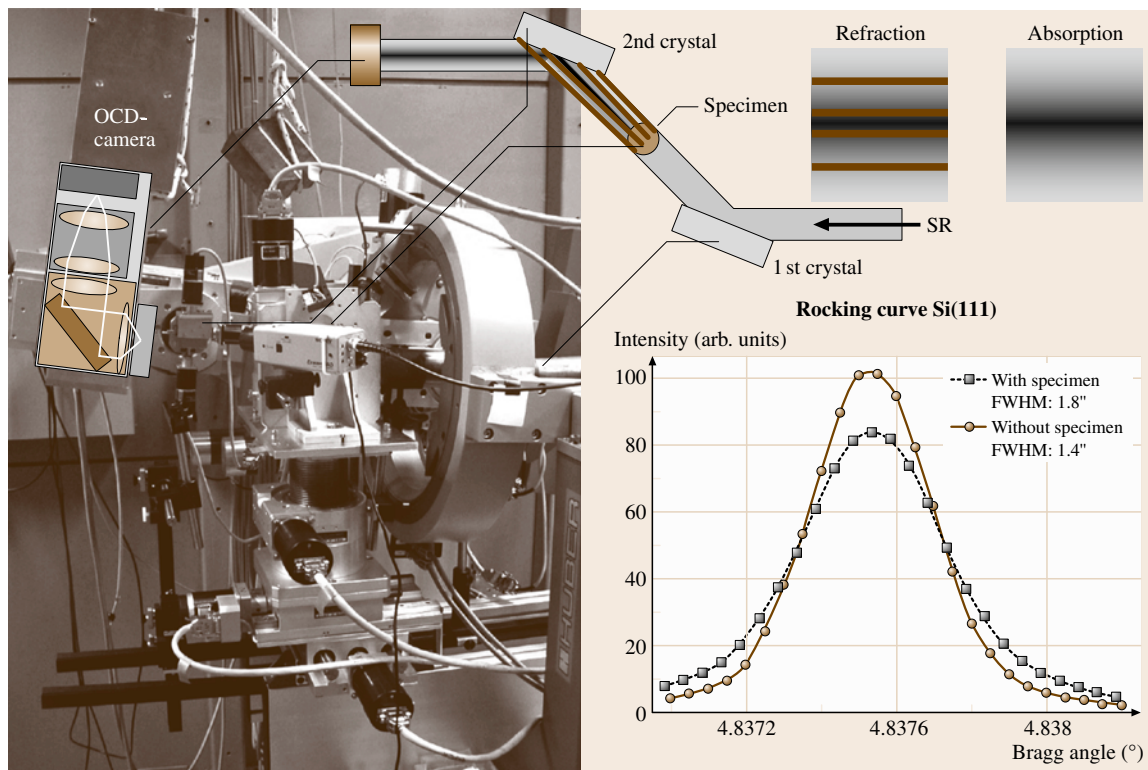 OCD-
camera
2nd crystal
Specimen
SR
1 st crystal
Refraction
Absorption
HUBER
Rocking curve Si(111)
Intensity (arb. units)
With specimen
FWHM: 1.8"
Without specimen
FWHM: 1.4"
100
80
60
40
20
0
4.8372
4.8376
4.838
Bragg angle (°)